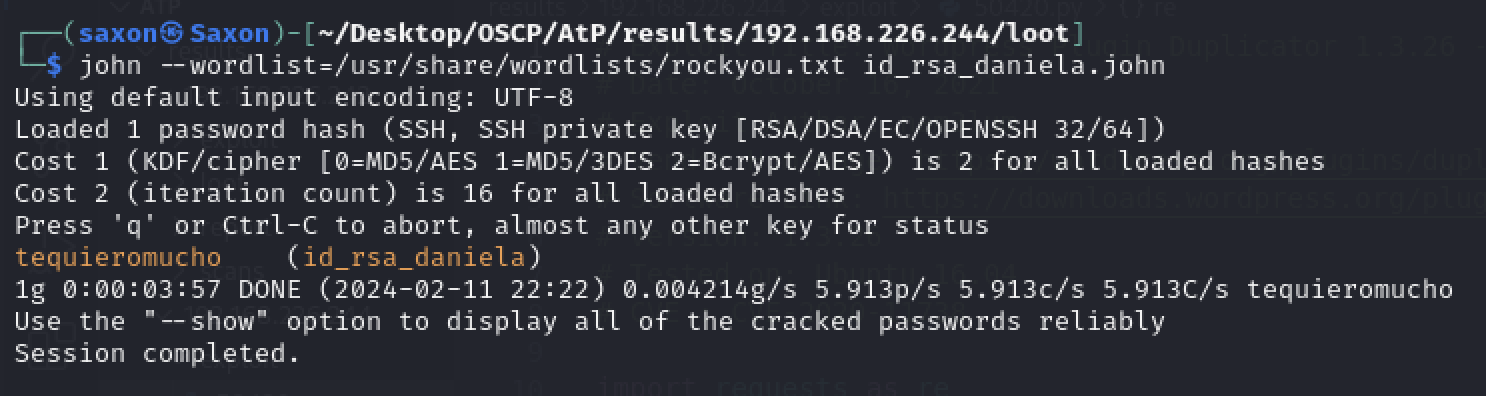 ┌──(saxon㉿Saxon)-[~/Desktop/OSCP/AtP/results/192.168.226.244/loot]
└─$ john --wordlist=/usr/share/wordlists/rockyou.txt id_rsa_daniela.john
Using default input encoding: UTF-8
Loaded 1 password hash (SSH, SSH private key [RSA/DSA/EC/OPENSSH 32/64])
Cost 1 (KDF/cipher [0=MD5/AES 1=MD5/3DES 2=Bcrypt/AES]) is 2 for all loaded hashes
Cost 2 (iteration count) is 16 for all loaded hashes
Press 'q' or Ctrl-C to abort, almost any other key for status
tequieromucho    (id_rsa_daniela)
1g 0:00:03:57 DONE (2024-02-11 22:22) 0.004214g/s 5.913p/s 5.913c/s 5.913C/s tequieromucho
Use the "--show" option to display all of the cracked passwords reliably
Session completed.